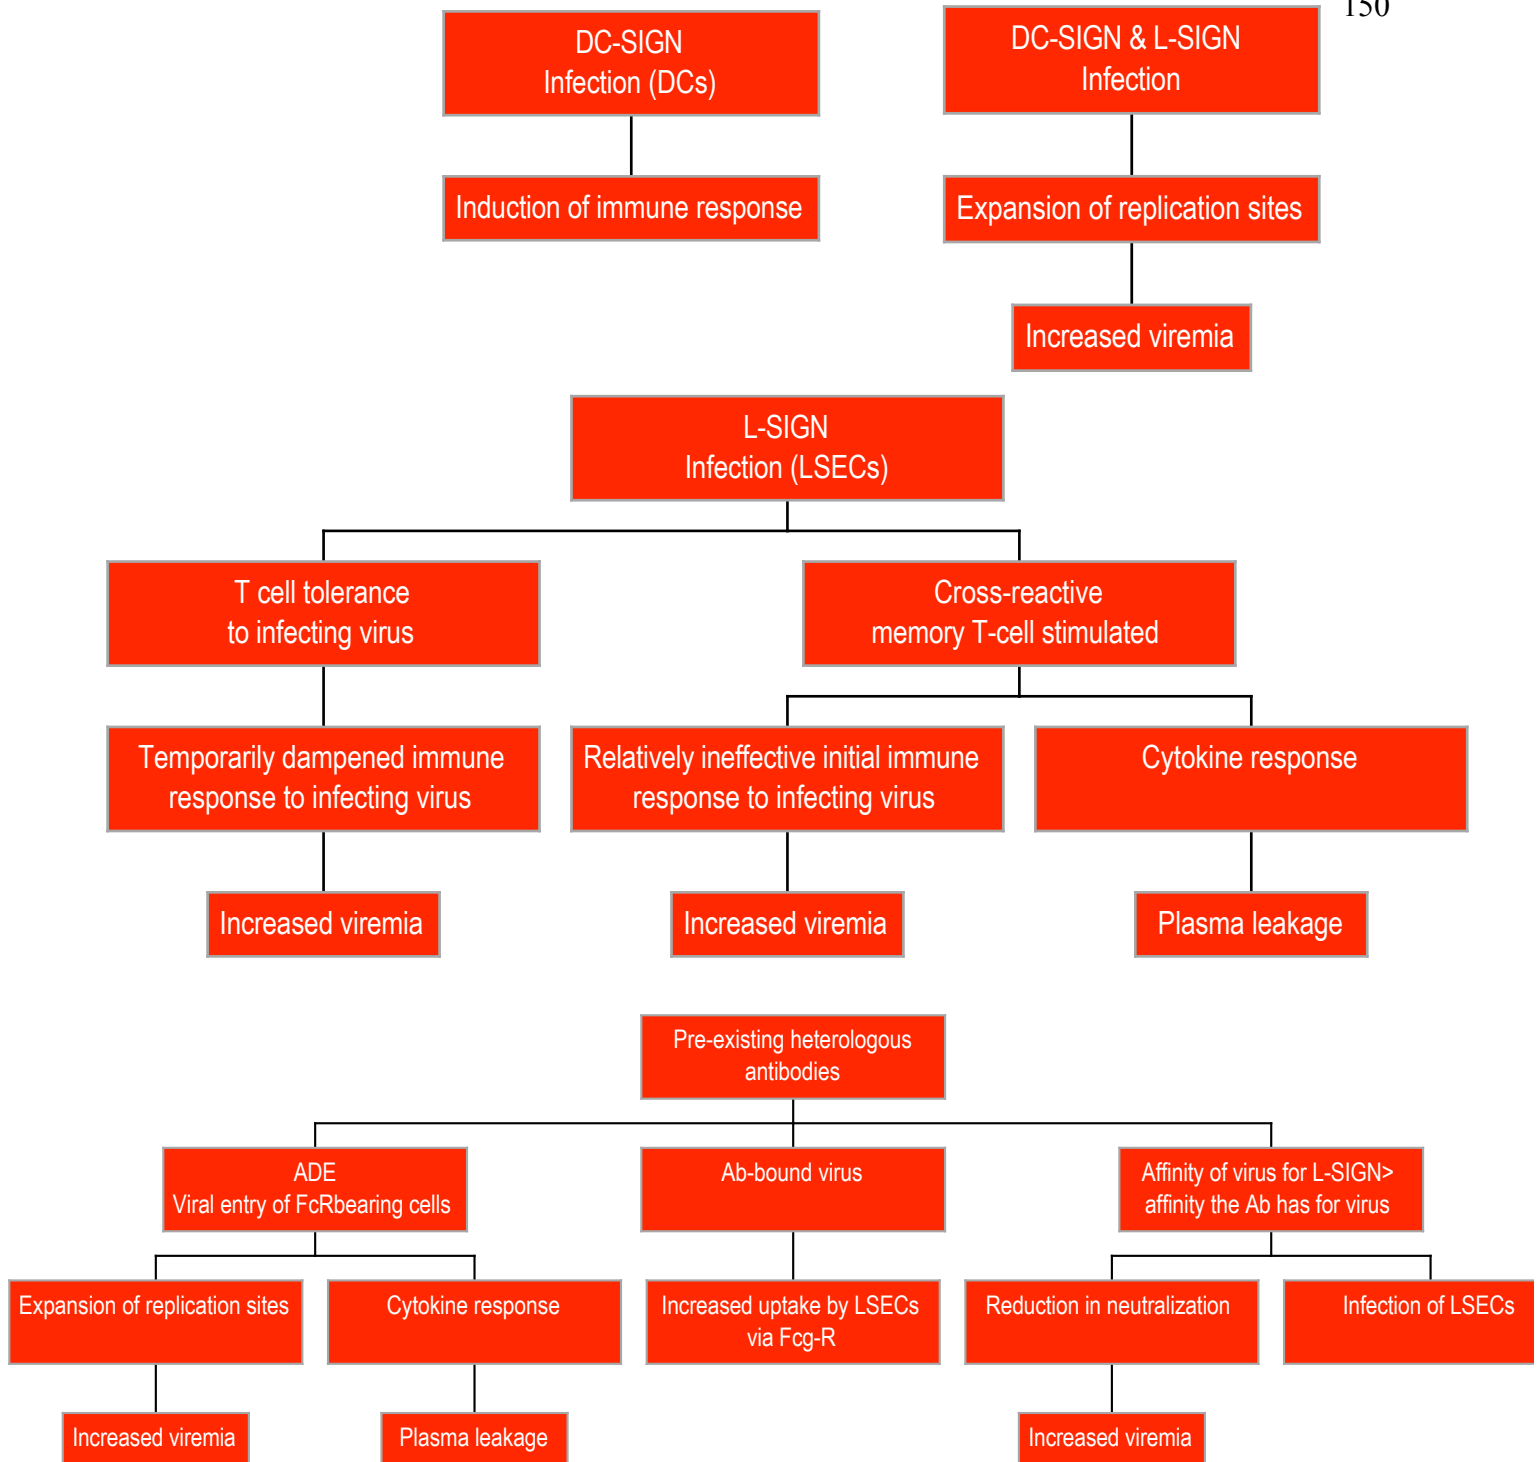 150
DC-SIGN
Infection (DCs)
DC-SIGN & L-SIGN
Infection
Induction of immune response
Expansion of replication sites
Increased viremia
L-SIGN
Infection (LSECs)
T cell tolerance
to infecting virus
Cross-reactive
memory T-cell stimulated
Temporarily dampened immune
response to infecting virus
Relatively ineffective initial immune
response to infecting virus
Cytokine response
Increased viremia
Increased viremia
Plasma leakage
Pre-existing heterologous
antibodies
ADE
Viral entry of FcRbearing cells
Ab-bound virus
Affinity of virus for L-SIGN>
affinity the Ab has for virus
Expansion of replication sites
Cytokine response
Increased uptake by LSECs
via Fcg-R
Reduction in neutralization
Infection of LSECs
Increased viremia
Plasma leakage
Increased viremia